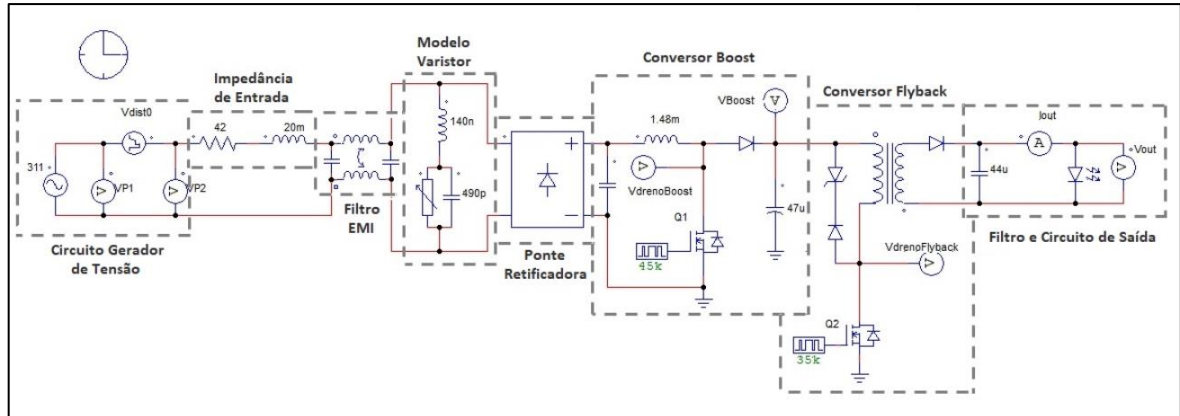 Modelo
Varistor
Conversor Boost
Impedância
de Entrada
Vdist0
42
20m
140n
490p
311
VP1
VP2
V
V
Circuito Gerador
de Tensão
Filtro
EMI
Ponte
Retificadora
VBoost
V
1.48m
V
VdrenoBoost
Q1
45k
47u
Conversor Flyback
Iout
A
44u
Vout
V
VdrenoFlyback
V
Q2
35k
Filtro e Circuito de Saída